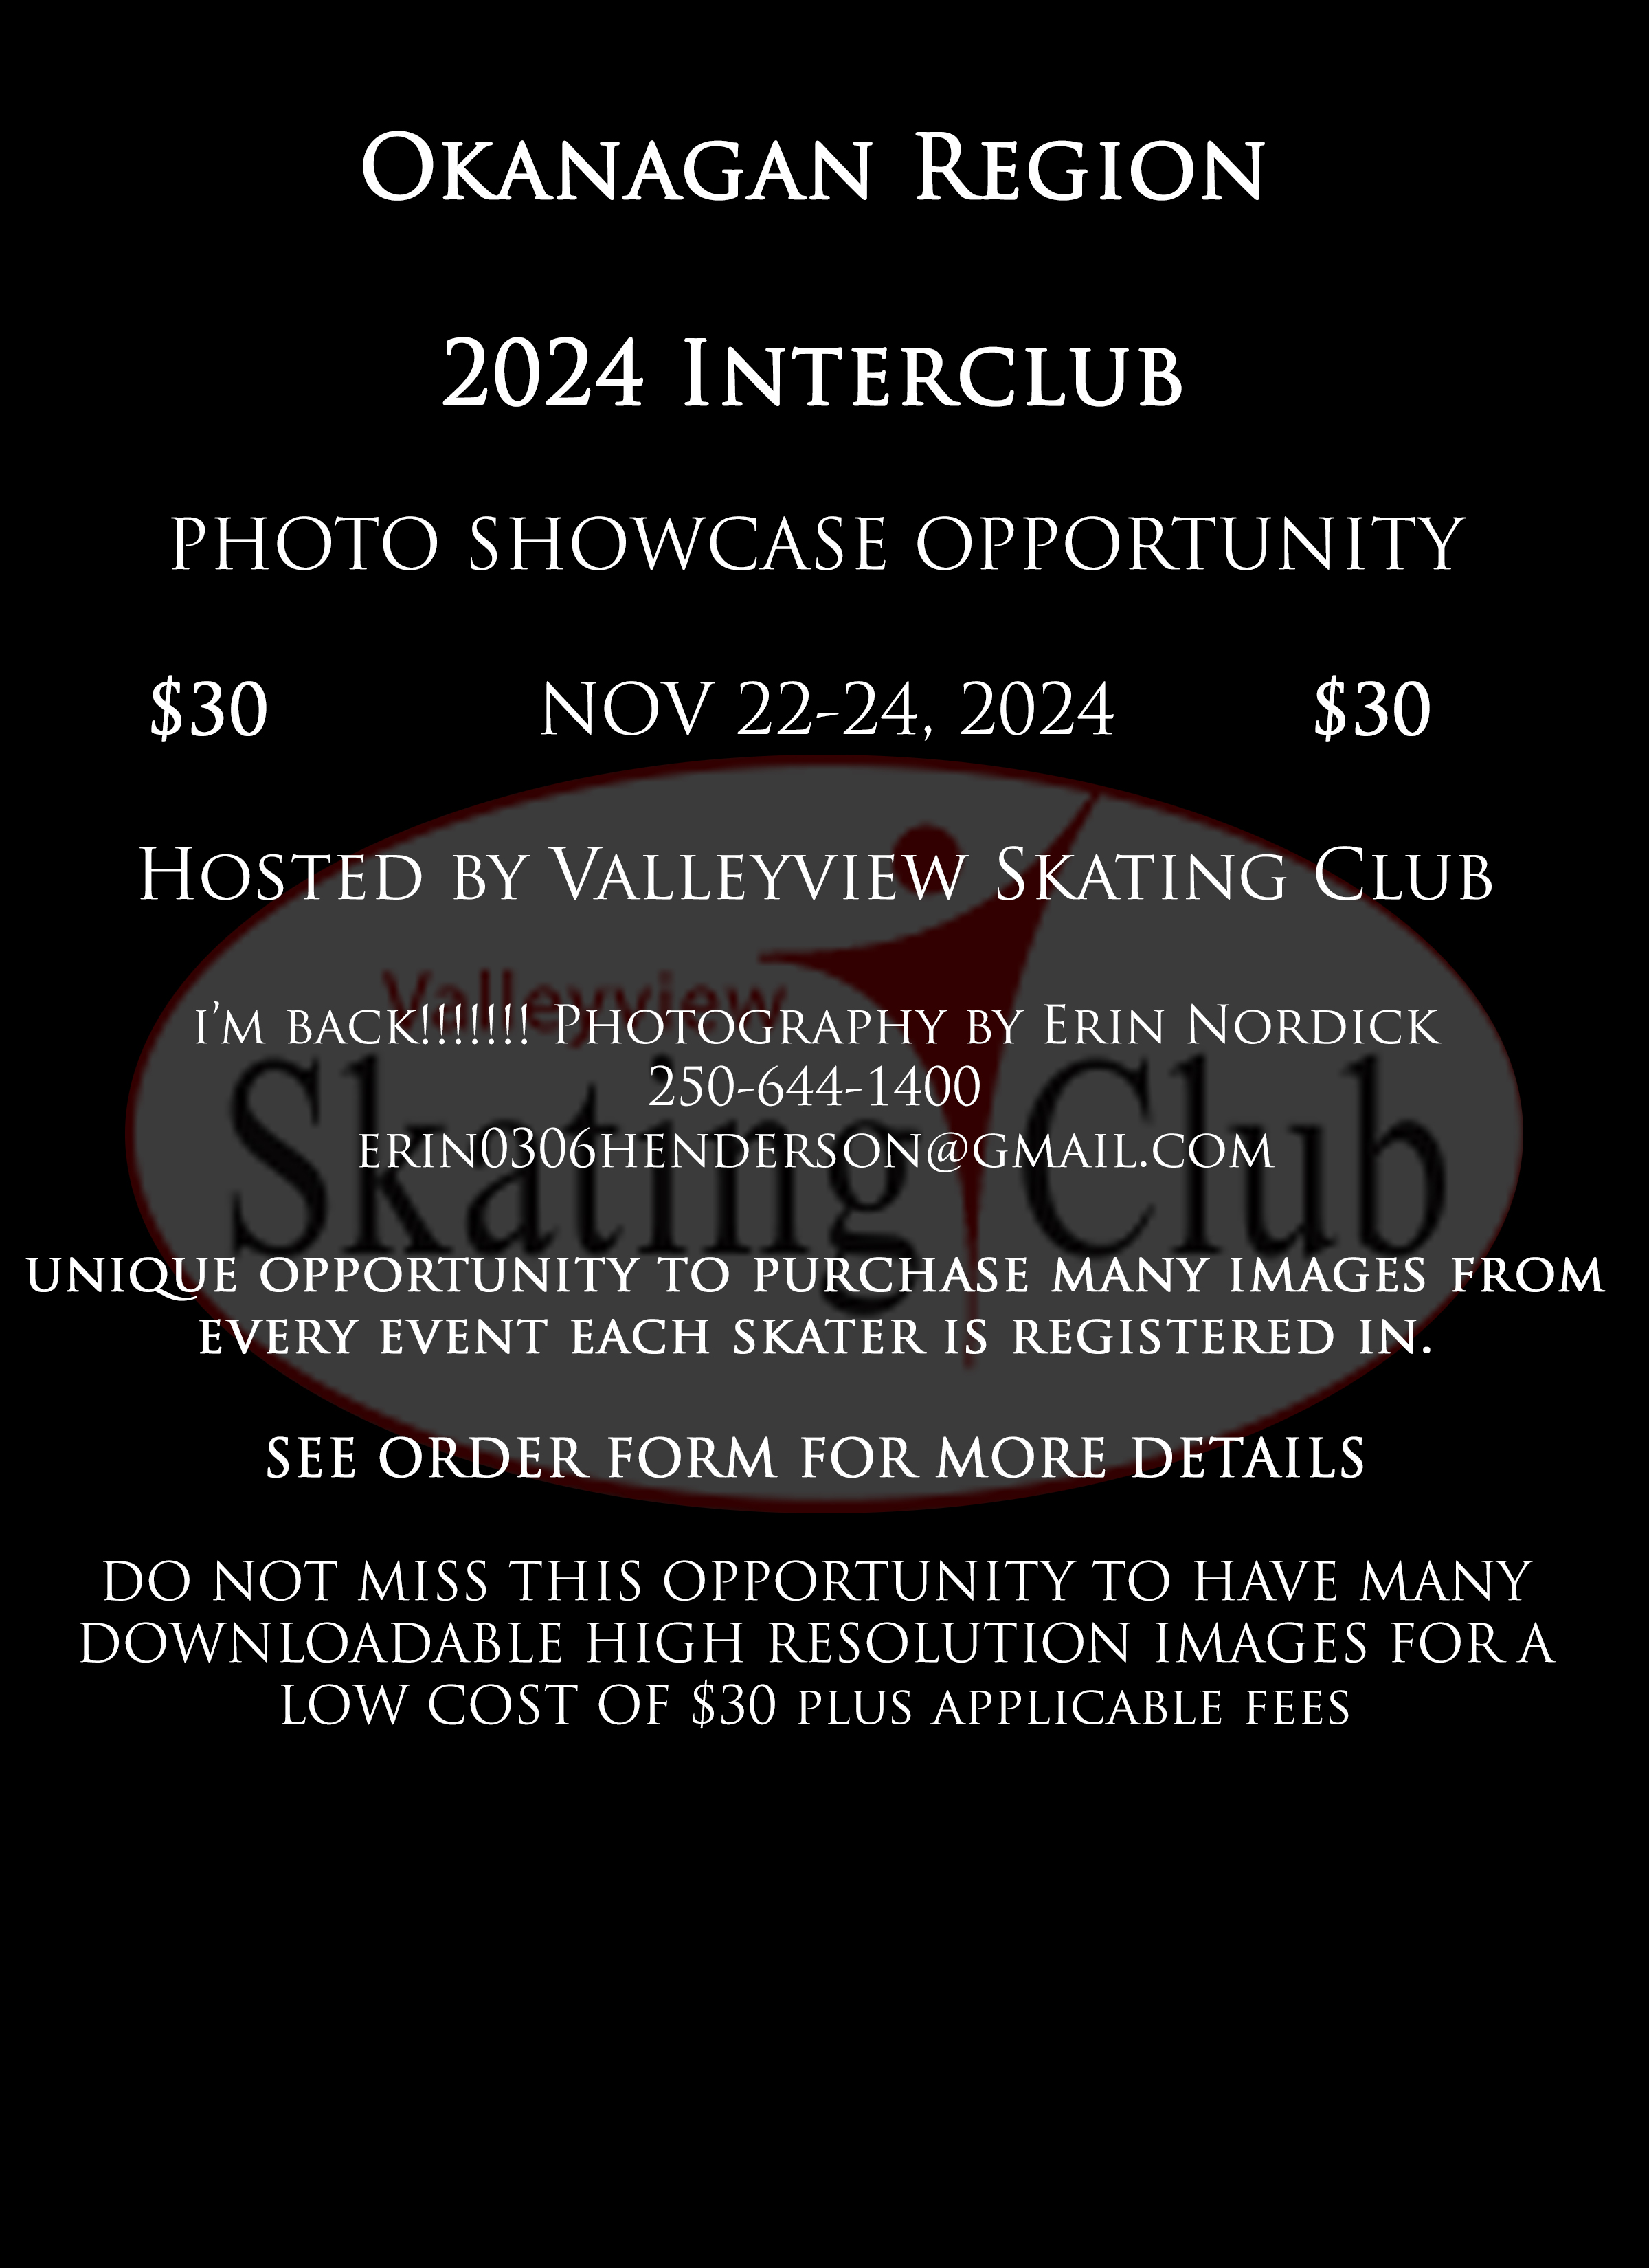 Okanagan Region
2024 Interclub
PHOTO SHOWCASE OPPORTUNITY
$30 NOV 22-24, 2024 $30
Hosted by Valleyview Skating Club
Valleyview
i'm back!!!!!!! Photography by Erin Nordick
250-644-1400
erin0306henderson@gmail.com
Skating Club
unique opportunity to purchase many images from
every event each skater is registered in.
see order form for more details
DO NOT MISS THIS OPPORTUNITY TO HAVE MANY
DOWNLOADABLE HIGH RESOLUTION IMAGES FOR A
LOW COST OF $30 plus applicable fees